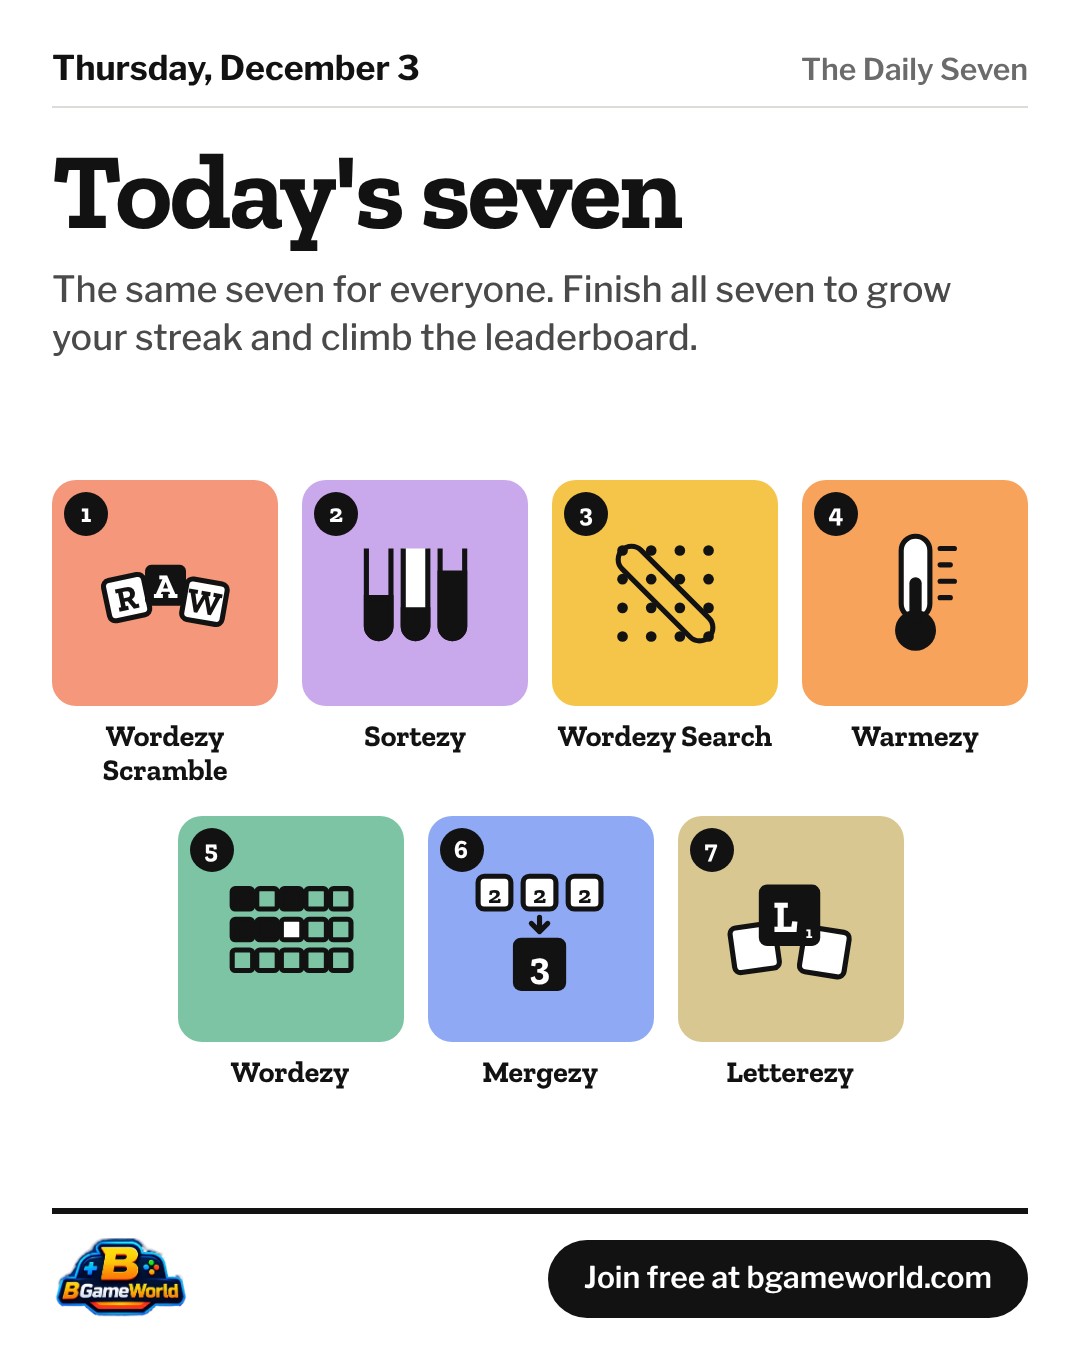 Thursday, December 3
The Daily Seven
Today's seven
The same seven for everyone. Finish all seven to grow
your streak and climb the leaderboard.
1
2
3
4
R A W
Wordezy
Scramble
Sortezy
Wordezy Search
Warmezy
5
6
7
2 2 2
3
L 1
Wordezy
Mergezy
Letterezy
B
BGameWorld
Join free at bgameworld.com